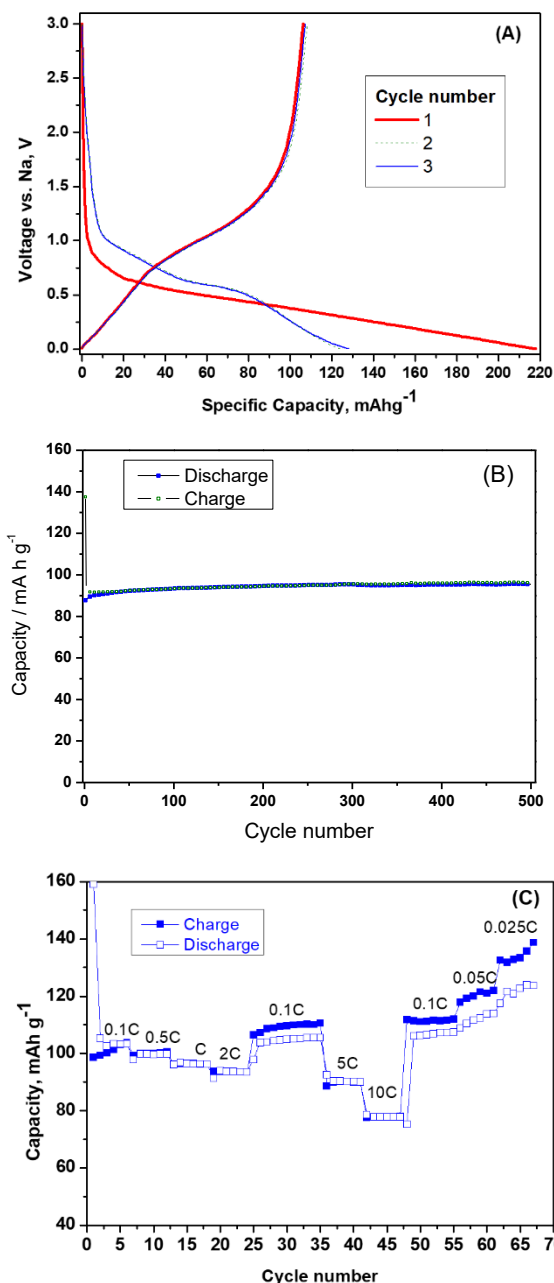 (A)
Cycle number
1
2
3
Voltage vs. Na, V
3.0
2.5
2.0
1.5
1.0
0.5
0.0
0 20 40 60 80 100 120 140 160 180 200 220
Specific Capacity, mAhg-1
(B)
Discharge
Charge
Capacity / mA h g-1
160
140
120
100
80
60
40
20
0
0 100 200 300 400 500
Cycle number
(C)
Charge
Discharge
Capacity, mAh g-1
160
140
120
100
80
60
40
0.1C
0.5C
C
2C
0.1C
5C
10C
0.1C
0.05C
0.025C
0 5 10 15 20 25 30 35 40 45 50 55 60 65 7
Cycle number